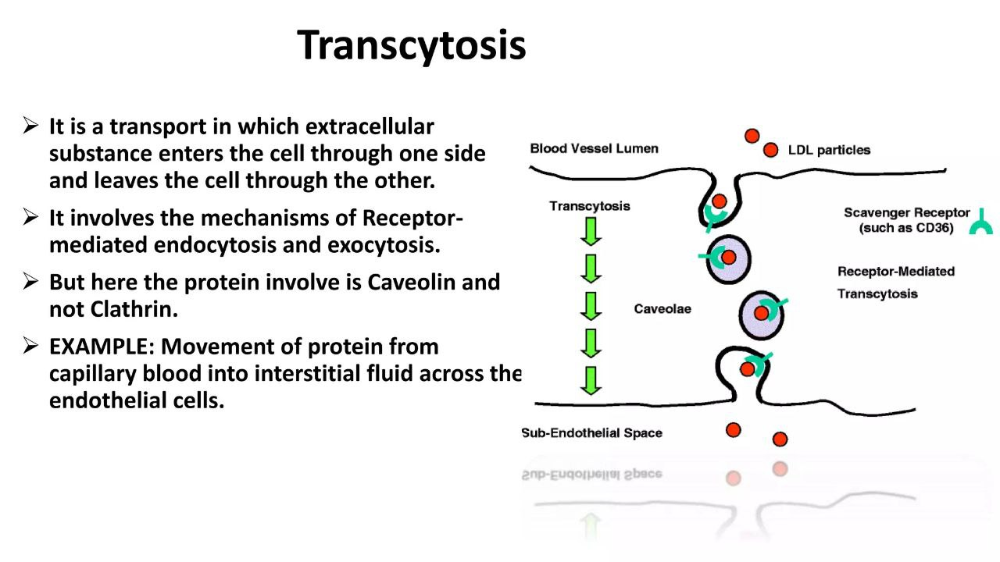 Transcytosis
➢ It is a transport in which extracellular
substance enters the cell through one side
and leaves the cell through the other.
➢ It involves the mechanisms of Receptor-
mediated endocytosis and exocytosis.
➢ But here the protein involve is Caveolin and
not Clathrin.
➢ EXAMPLE: Movement of protein from
capillary blood into interstitial fluid across the
endothelial cells.
Blood Vessel Lumen
LDL particles
Transcytosis
Scavenger Receptor
(such as CD36)
Receptor-Mediated
Transcytosis
Caveolae
Sub-Endothelial Space
Sub-Endothelial Space